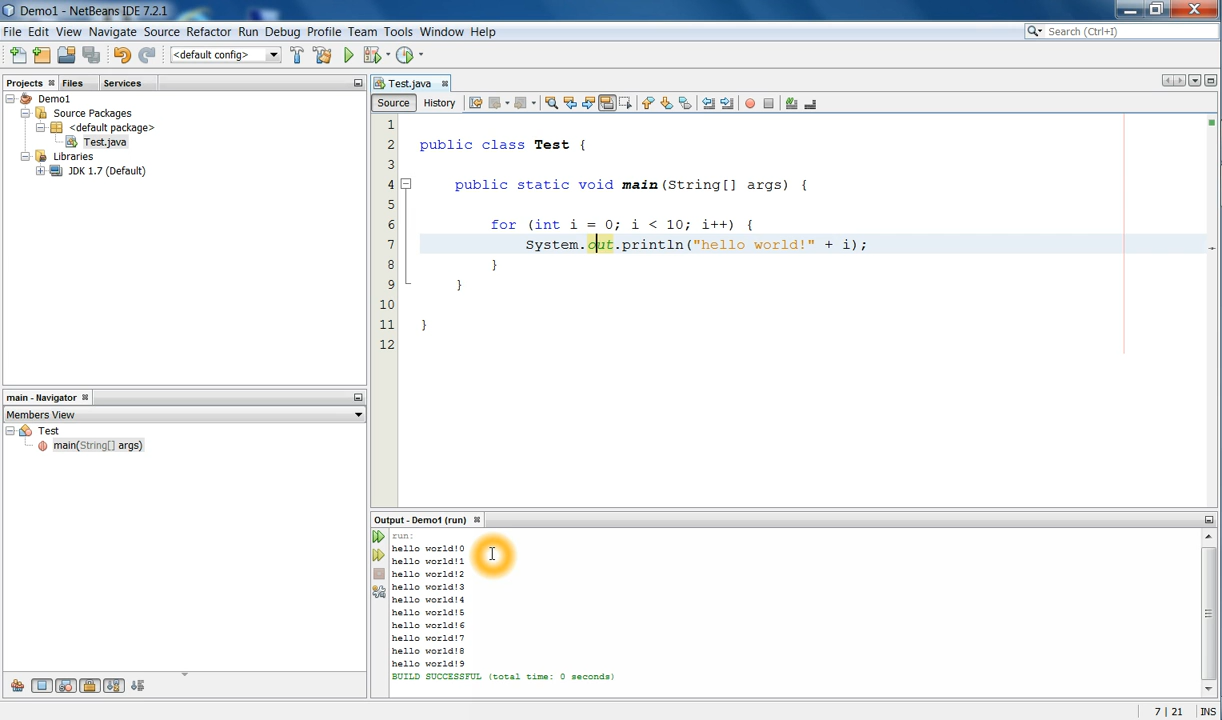 Demo1 - NetBeans IDE 7.2.1
File Edit View Navigate Source Refactor Run Debug Profile Team Tools Window Help
Search (Ctrl+I)
<default config>
Projects Files Services
Demo1
Source Packages
<default package>
Test.java
Libraries
JDK 1.7 (Default)
main - Navigator
Members View
Test
main(String[] args)
Test.java
Source History
1
2 public class Test {
3
4 public static void main(String[] args) {
5
6 for (int i = 0; i < 10; i++) {
7 System.out.println("hello world!" + i);
8 }
9 }
10
11 }
12
Output - Demo1 (run)
run:
hello world!0
hello world!1
hello world!2
hello world!3
hello world!4
hello world!5
hello world!6
hello world!7
hello world!8
hello world!9
BUILD SUCCESSFUL (total time: 0 seconds)
7 | 21 INS